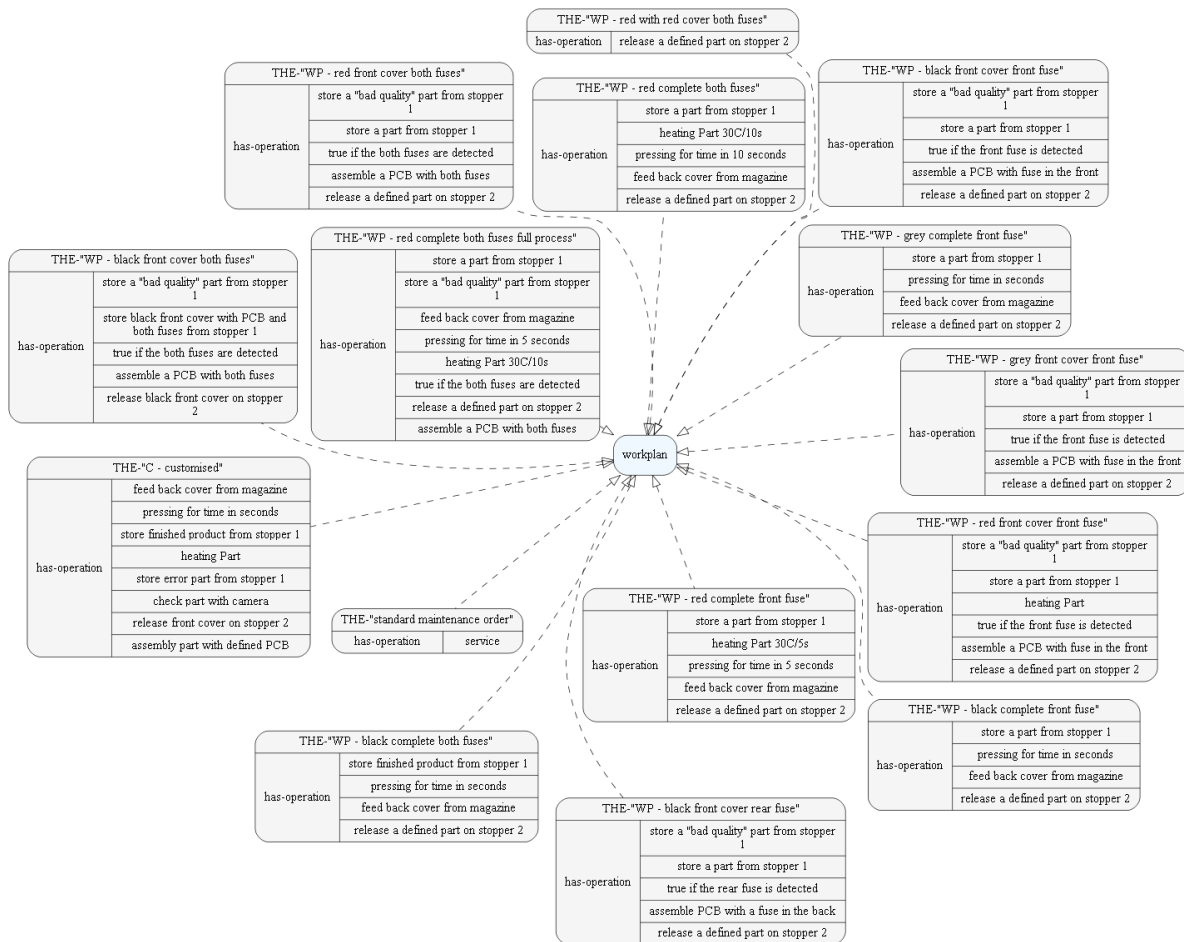 THE-"WP - red with red cover both fuses"
has-operation
release a defined part on stopper 2
THE-"WP - red front cover both fuses"
has-operation
store a "bad quality" part from stopper
1
store a part from stopper 1
true if the both fuses are detected
assemble a PCB with both fuses
release a defined part on stopper 2
THE-"WP - red complete both fuses"
has-operation
store a part from stopper 1
heating Part 30C/10s
pressing for time in 10 seconds
feed back cover from magazine
release a defined part on stopper 2
THE-"WP - black front cover front fuse"
has-operation
store a "bad quality" part from stopper
1
store a part from stopper 1
true if the front fuse is detected
assemble a PCB with fuse in the front
release a defined part on stopper 2
THE-"WP - black front cover both fuses"
has-operation
store a "bad quality" part from stopper
1
store black front cover with PCB and
both fuses from stopper 1
true if the both fuses are detected
assemble a PCB with both fuses
release black front cover on stopper
2
THE-"WP - red complete both fuses full process"
has-operation
store a part from stopper 1
store a "bad quality" part from stopper
1
feed back cover from magazine
pressing for time in 5 seconds
heating Part 30C/10s
true if the both fuses are detected
release a defined part on stopper 2
assemble a PCB with both fuses
THE-"WP - grey complete front fuse"
has-operation
store a part from stopper 1
pressing for time in seconds
feed back cover from magazine
release a defined part on stopper 2
THE-"WP - grey front cover front fuse"
has-operation
store a "bad quality" part from stopper
1
store a part from stopper 1
true if the front fuse is detected
assemble a PCB with fuse in the front
release a defined part on stopper 2
workplan
THE-"C - customised"
has-operation
feed back cover from magazine
pressing for time in seconds
store finished product from stopper 1
heating Part
store error part from stopper 1
check part with camera
release front cover on stopper 2
assembly part with defined PCB
THE-"standard maintenance order"
has-operation
service
THE-"WP - red complete front fuse"
has-operation
store a part from stopper 1
heating Part 30C/5s
pressing for time in 5 seconds
feed back cover from magazine
release a defined part on stopper 2
THE-"WP - red front cover front fuse"
has-operation
store a "bad quality" part from stopper
1
store a part from stopper 1
heating Part
true if the front fuse is detected
assemble a PCB with fuse in the front
release a defined part on stopper 2
THE-"WP - black complete front fuse"
has-operation
store a part from stopper 1
pressing for time in seconds
feed back cover from magazine
release a defined part on stopper 2
THE-"WP - black complete both fuses"
has-operation
store finished product from stopper 1
pressing for time in seconds
feed back cover from magazine
release a defined part on stopper 2
THE-"WP - black front cover rear fuse"
has-operation
store a "bad quality" part from stopper
1
store a part from stopper 1
true if the rear fuse is detected
assemble PCB with a fuse in the back
release a defined part on stopper 2